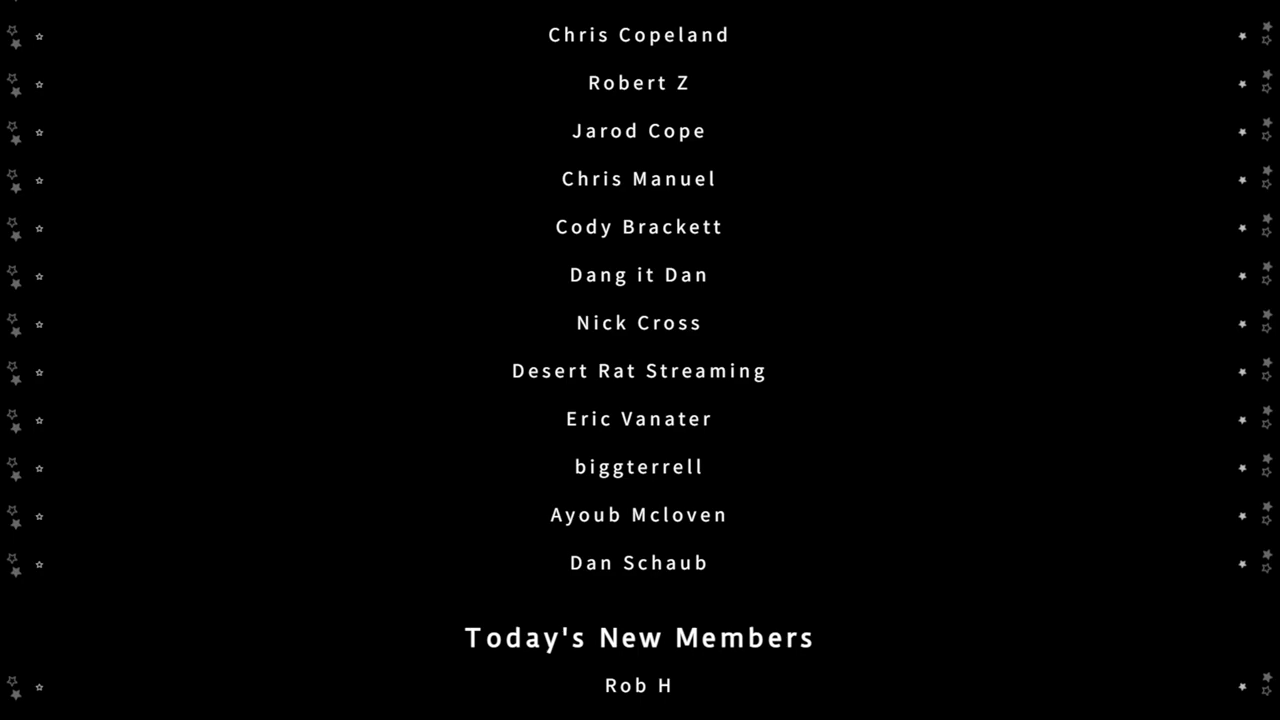 Chris Copeland
Robert Z
Jarod Cope
Chris Manuel
Cody Brackett
Dang it Dan
Nick Cross
Desert Rat Streaming
Eric Vanater
biggterrell
Ayoub Mcloven
Dan Schaub
Today's New Members
Rob H